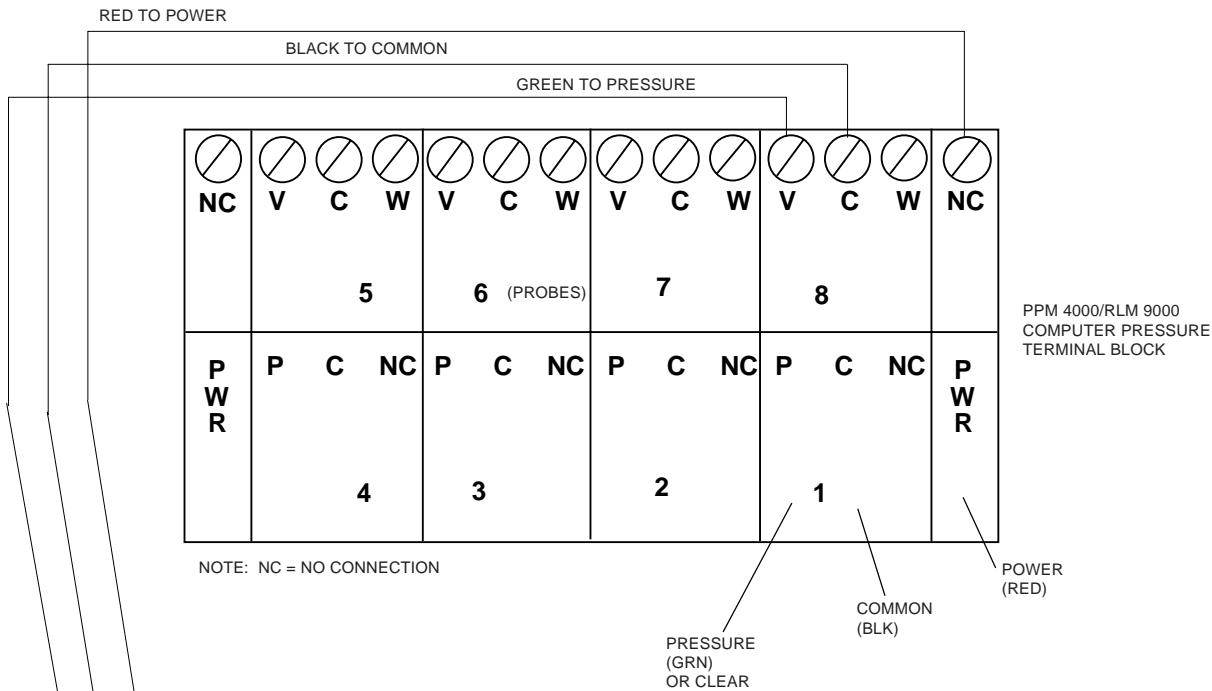 RED TO POWER
BLACK TO COMMON
GREEN TO PRESSURE
NC V C W V C W V C W V C W NC
5 6 (PROBES) 7 8
PPM 4000/RLM 9000
COMPUTER PRESSURE
TERMINAL BLOCK
P P C NC P C NC P C NC P C NC P
W W
R R
4 3 2 1
NOTE: NC = NO CONNECTION
POWER
(RED)
COMMON
(BLK)
PRESSURE
(GRN)
OR CLEAR